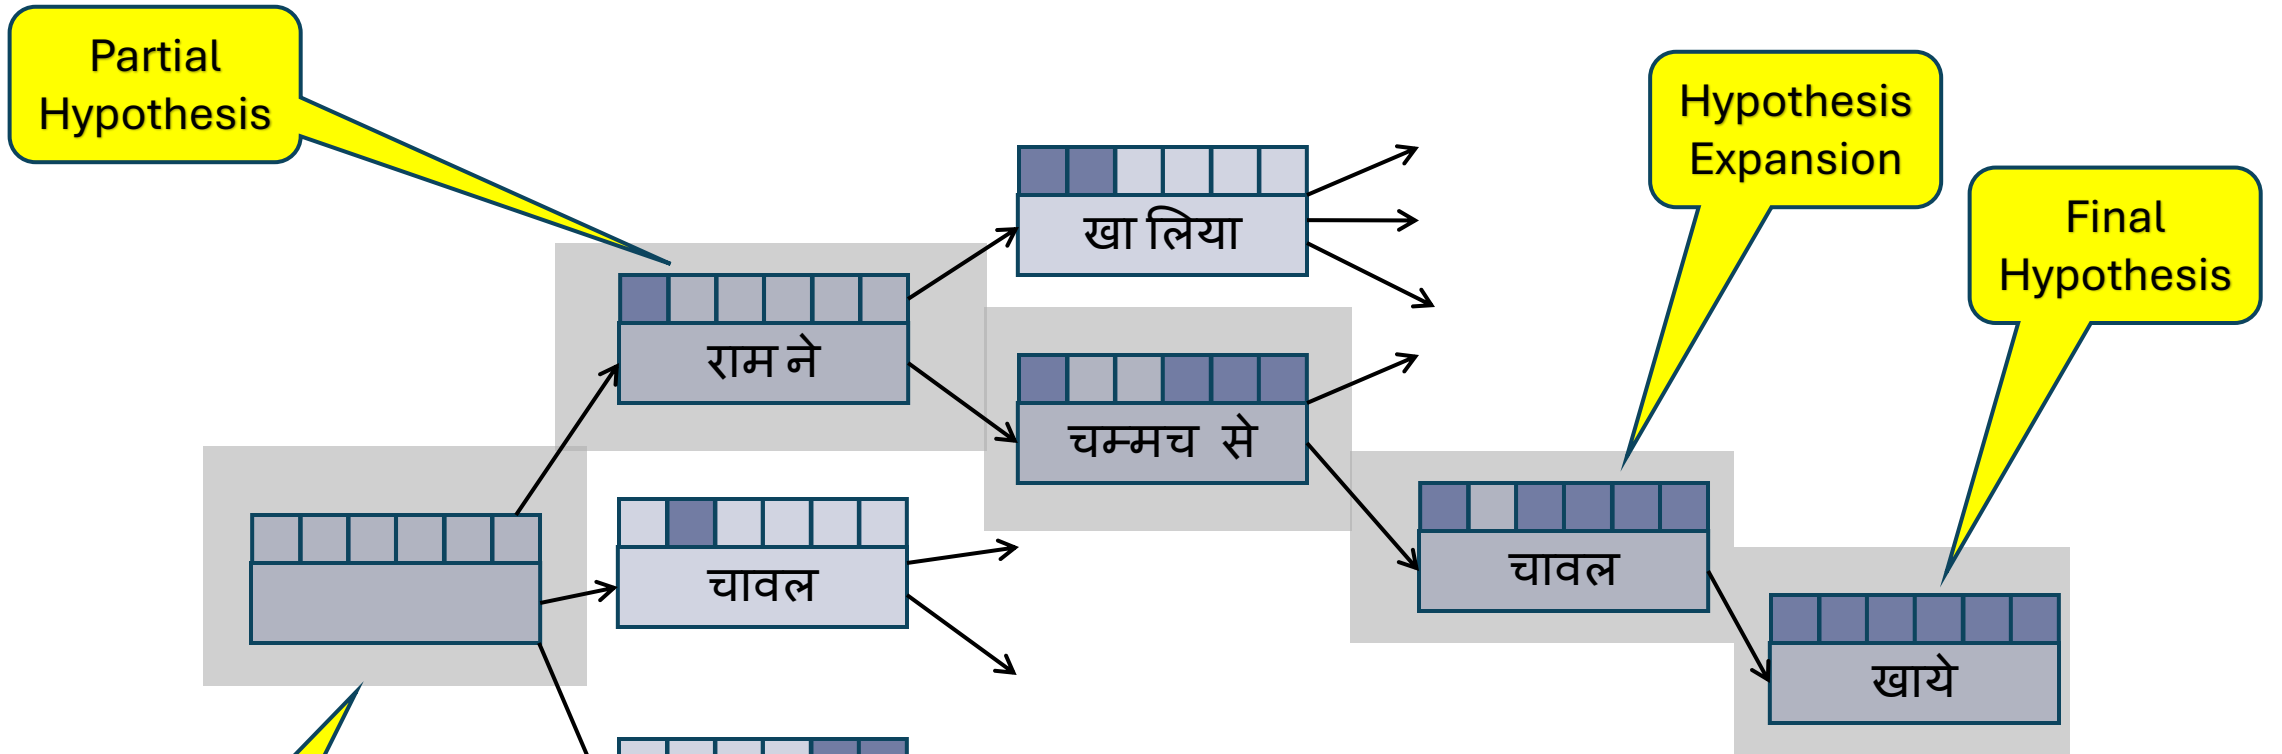 Partial
Hypothesis
Hypothesis
Expansion
Final
Hypothesis
खा लिया
राम ने
चम्मच से
चावल
चावल
खाये